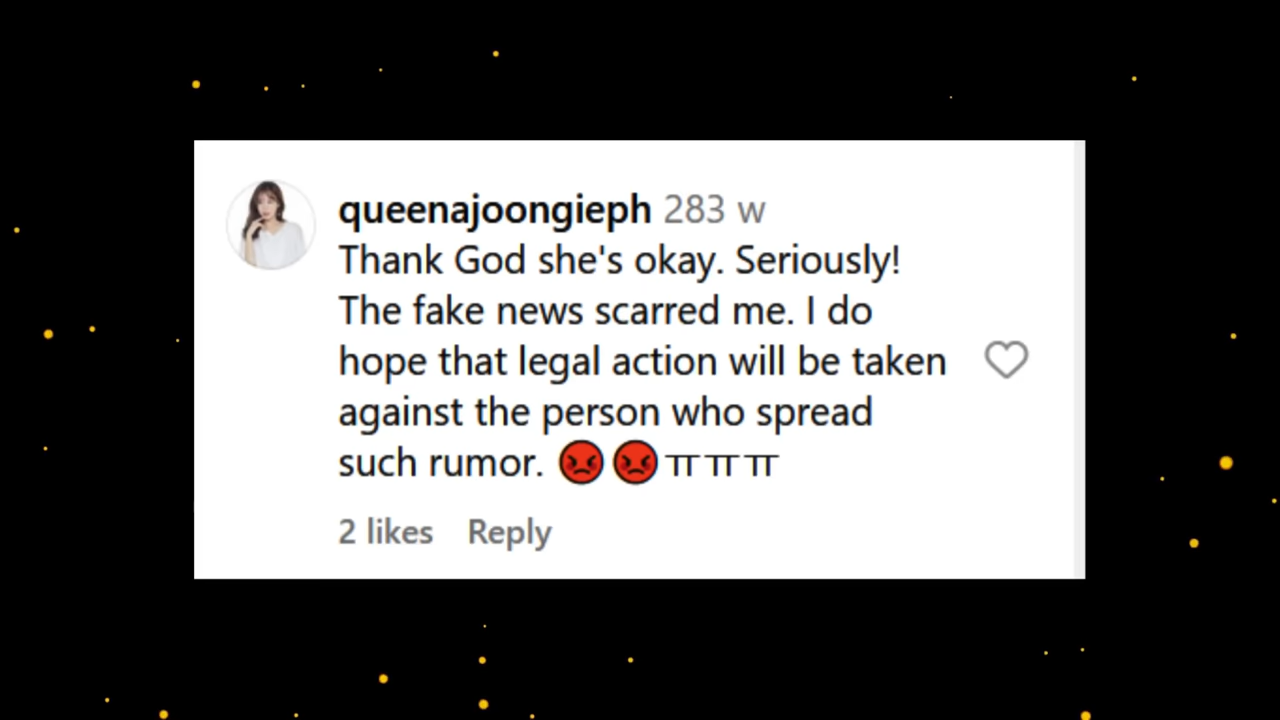 queenajoongieph 283 w
Thank God she's okay. Seriously!
The fake news scarred me. I do
hope that legal action will be taken
against the person who spread
such rumor. 😡😡ㅠㅠㅠ
2 likes Reply